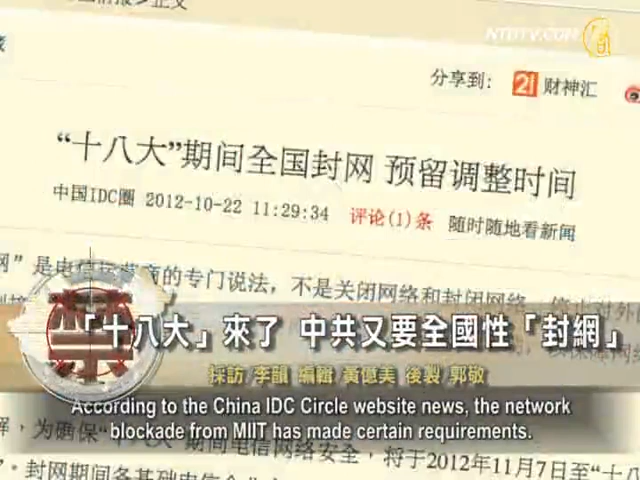 正文
NTDTV.COM
分享到: 21 财神汇
“十八大”期间全国封网 预留调整时间
中国IDC圈 2012-10-22 11:29:34 评论(1)条 随时随地看新闻
网”是电信运营商的专门说法，不是关闭网络和封闭网络
「十八大」來了 中共又要全國性「封網」
採訪 李韻 編輯 黃億美 後製 郭敬
According to the China IDC Circle website news, the network
blockade from MIIT has made certain requirements.
期间电信网络安全，将于2012年11月7日至“十
”。封网期间各基础电信企业